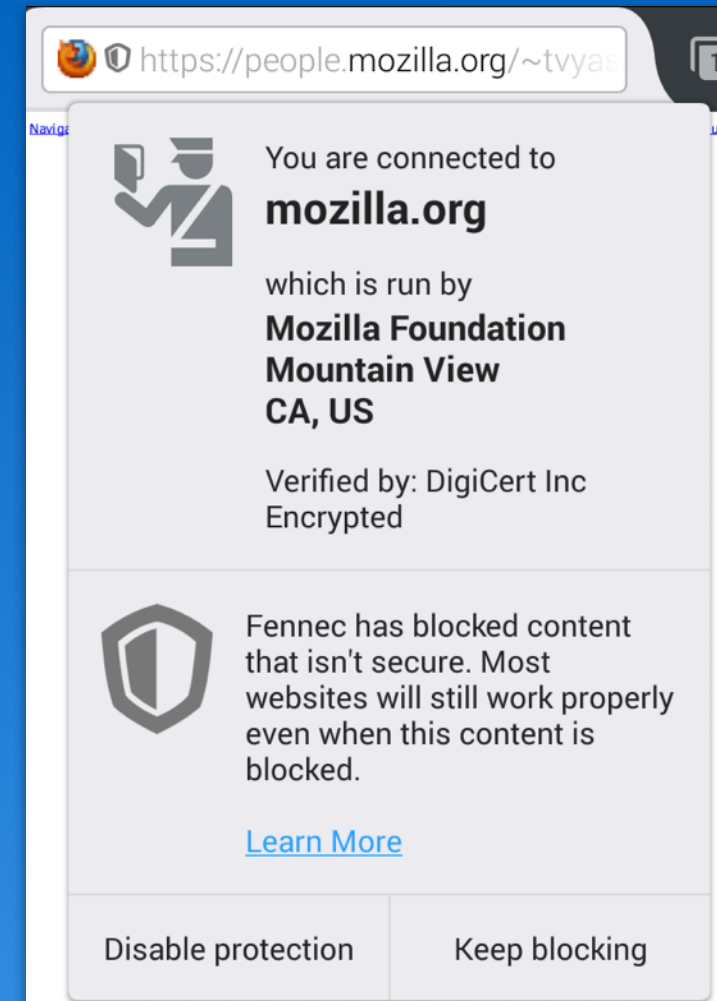 https://people.mozilla.org/~tvyas
Naviga
You are connected to
mozilla.org
which is run by
Mozilla Foundation
Mountain View
CA, US
Verified by: DigiCert Inc
Encrypted
Fennec has blocked content
that isn't secure. Most
websites will still work properly
even when this content is
blocked.
Learn More
Disable protection
Keep blocking